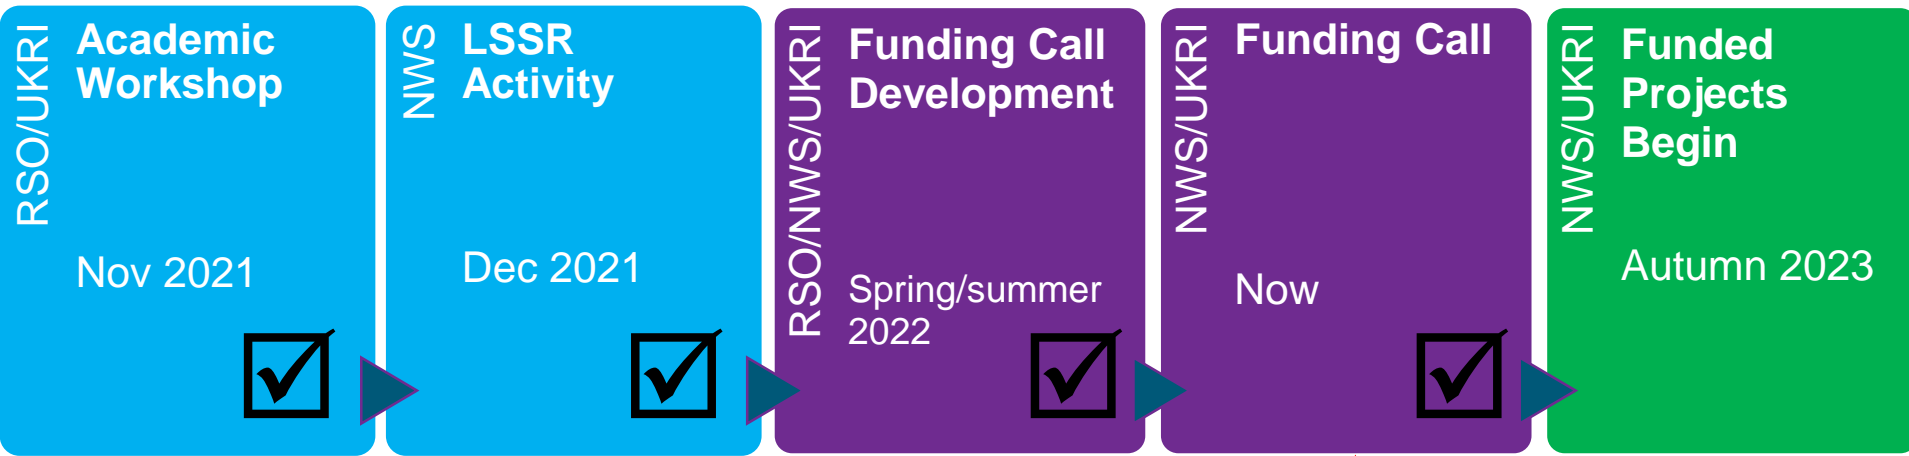 RSO/UKRI
Academic
Workshop
Nov 2021
NWS
LSSR
Activity
Dec 2021
RSO/NWS/UKRI
Funding Call
Development
Spring/summer
2022
NWS/UKRI
Funding Call
Now
NWS/UKRI
Funded
Projects
Begin
Autumn 2023